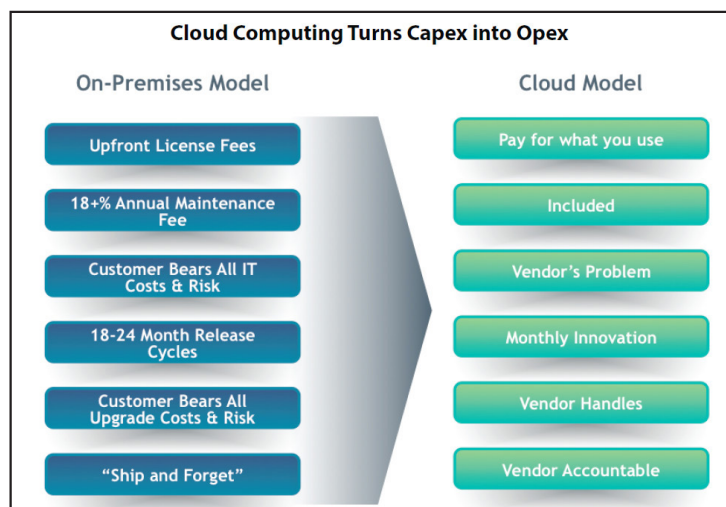 Cloud Computing Turns Capex into Opex
On-Premises Model
Upfront License Fees
18+% Annual Maintenance
Fee
Customer Bears All IT
Costs & Risk
18-24 Month Release
Cycles
Customer Bears All
Upgrade Costs & Risk
“Ship and Forget”
Cloud Model
Pay for what you use
Included
Vendor’s Problem
Monthly Innovation
Vendor Handles
Vendor Accountable